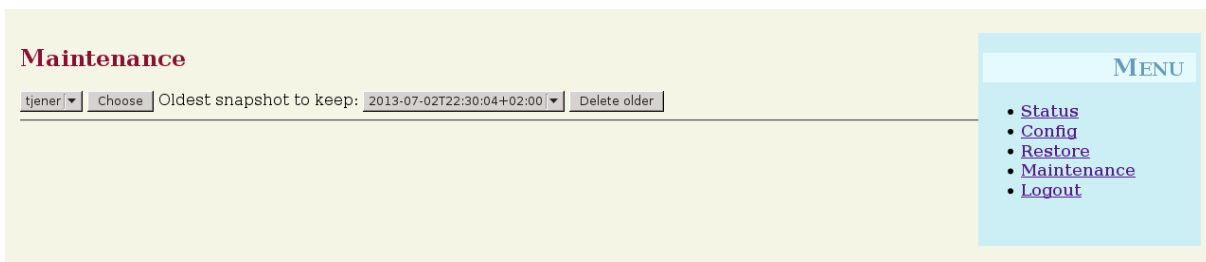 Maintenance
tjener Choose Oldest snapshot to keep: 2013-07-02T22:30:04+02:00 Delete older
MENU
Status
Config
Restore
Maintenance
Logout